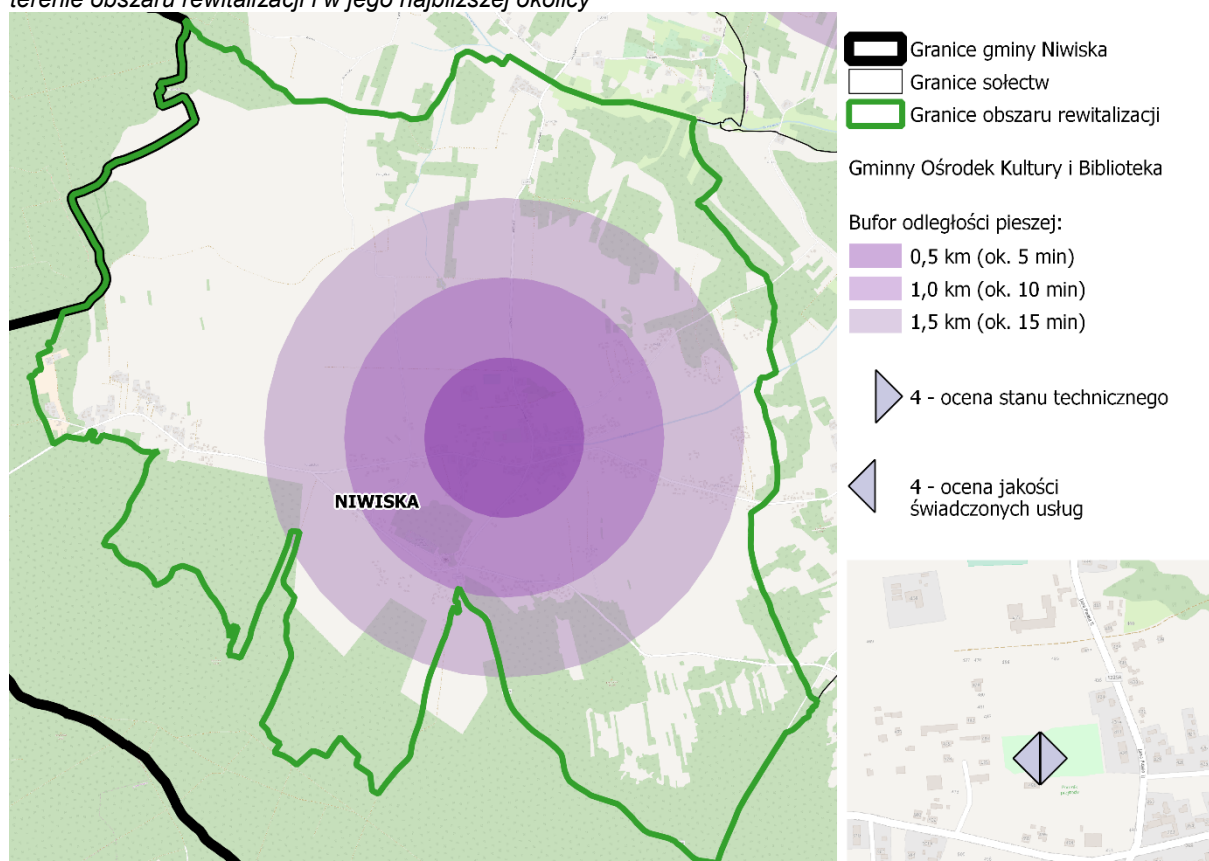 terenie obszaru rewitalizacji i w jego najbliższej okolicy
Granice gminy Niwiska
Granice sołectw
Granice obszaru rewitalizacji
Gminny Ośrodek Kultury i Biblioteka
Bufor odległości pieszej:
0,5 km (ok. 5 min)
1,0 km (ok. 10 min)
1,5 km (ok. 15 min)
4 - ocena stanu technicznego
4 - ocena jakości
świadczonych usług
NIWISKA